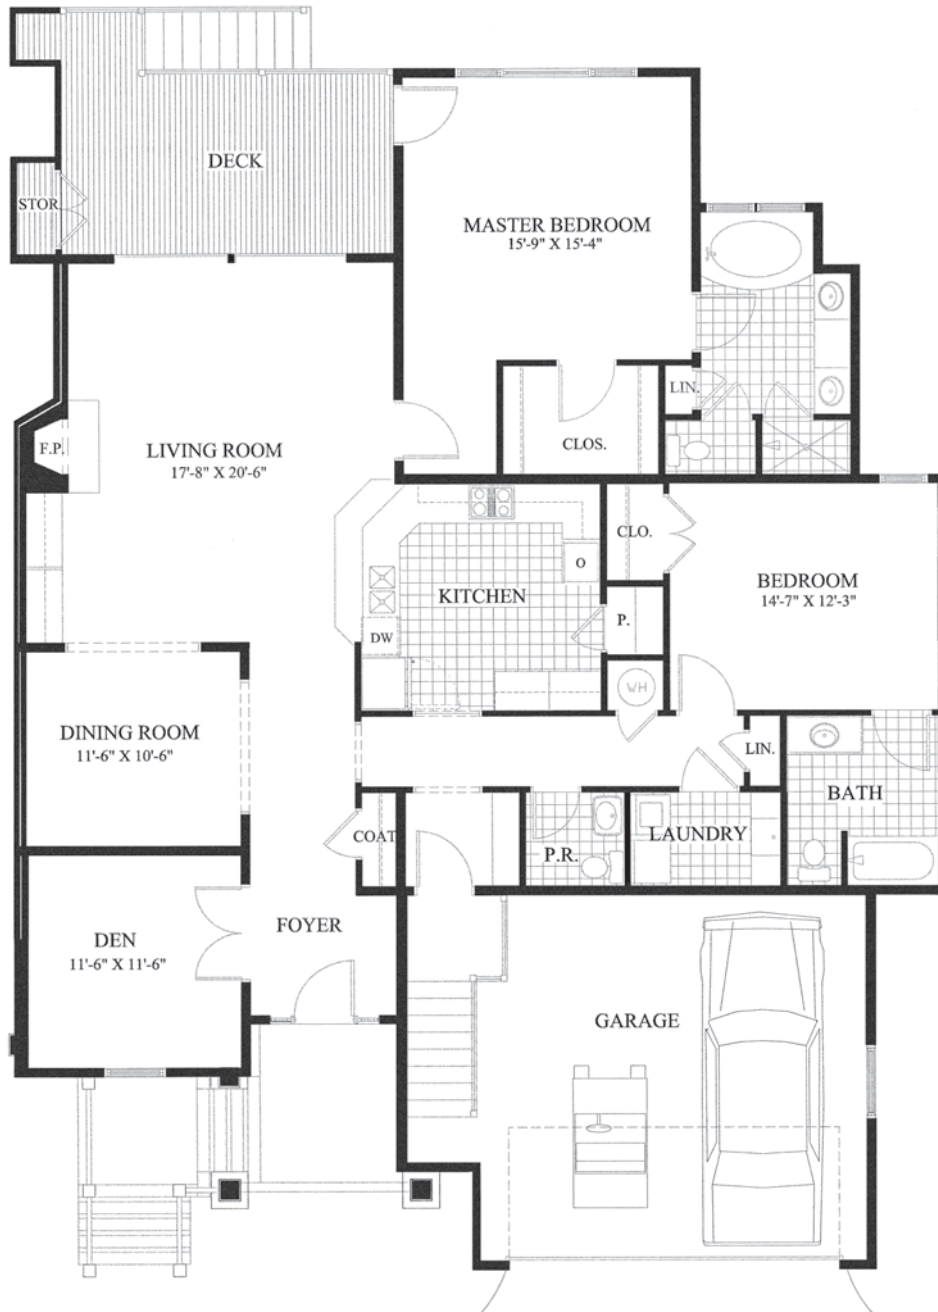 DECK
STOR.
MASTER BEDROOM
15'-9" X 15'-4"
LIN.
F.P.
LIVING ROOM
17'-8" X 20'-6"
CLOS.
CLO.
O
BEDROOM
14'-7" X 12'-3"
KITCHEN
P.
DW
WH
DINING ROOM
11'-6" X 10'-6"
LIN.
BATH
COAT
P.R.
LAUNDRY
FOYER
DEN
11'-6" X 11'-6"
GARAGE